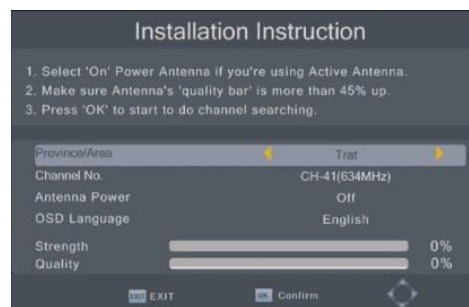 Installation Instruction
1. Select 'On' Power Antenna if you're using Active Antenna.
2. Make sure Antenna's 'quality bar' is more than 45% up.
3. Press 'OK' to start to do channel searching.
Province/Area Trat
Channel No. CH-41(634MHz)
Antenna Power Off
OSD Language English
Strength 0%
Quality 0%
EXIT EXIT OK Confirm